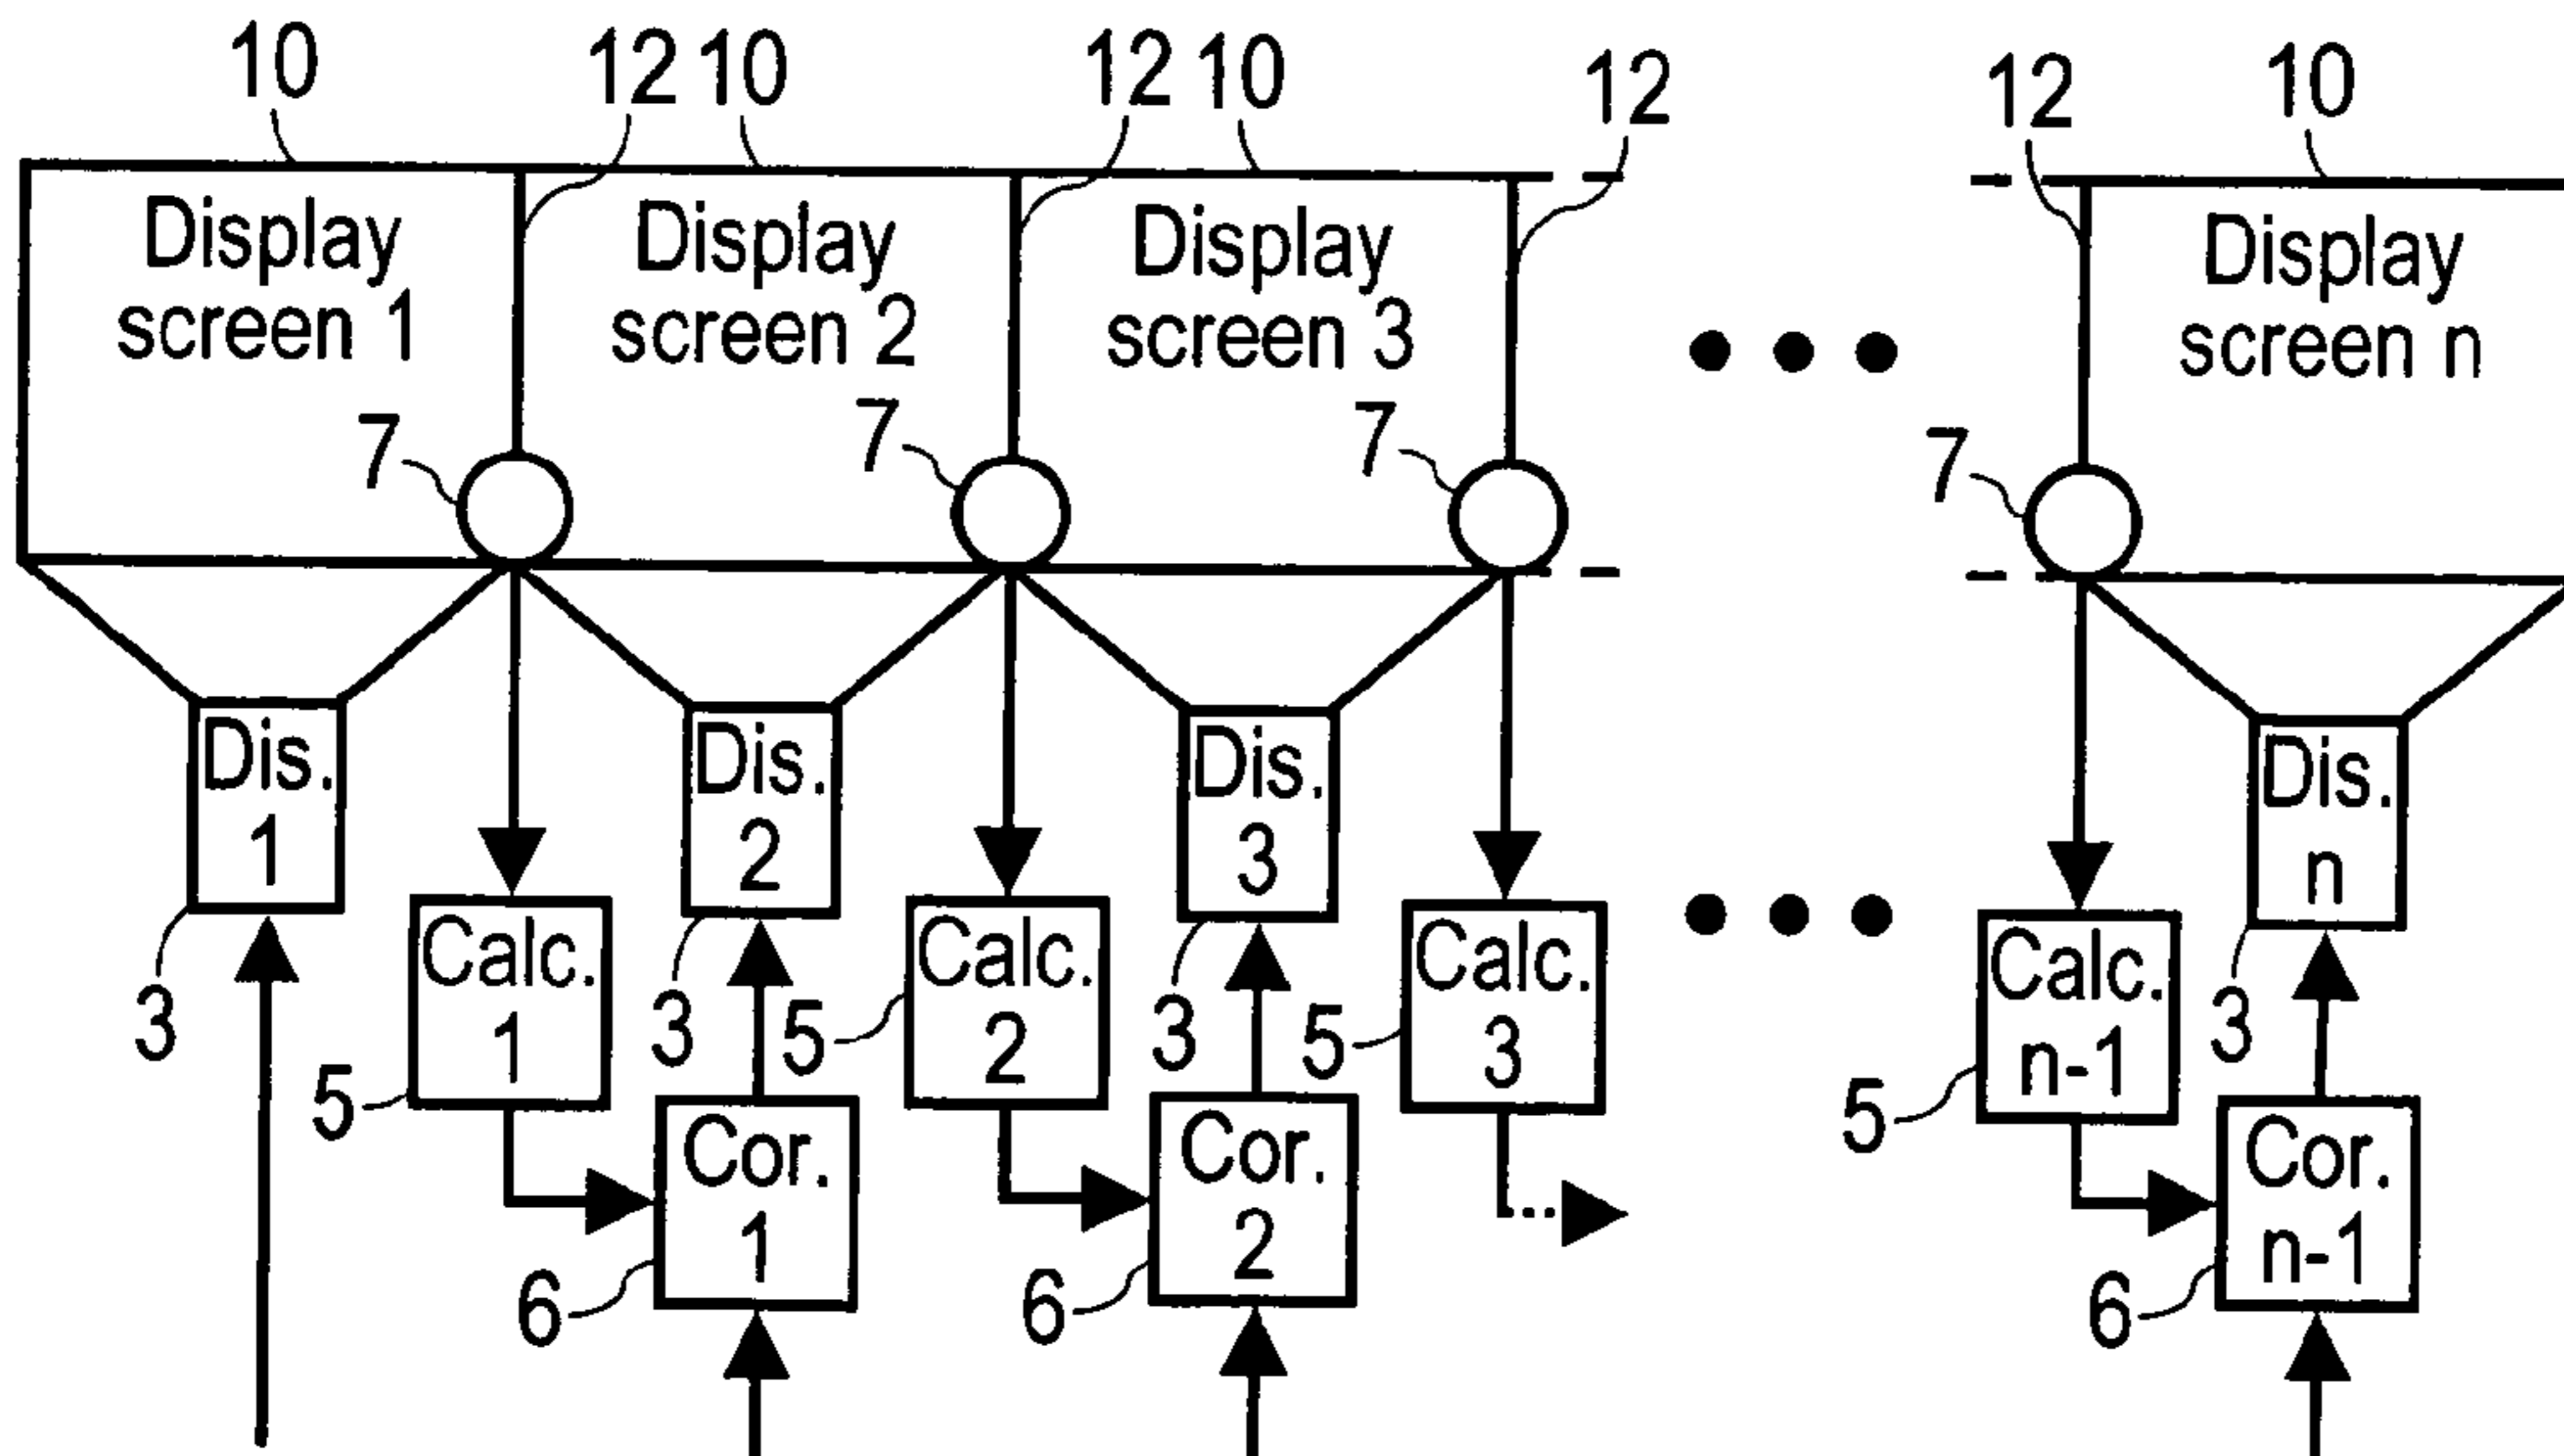 10 12 10 12 10 12 12 10
Display
screen 1
Display
screen 2
Display
screen 3
Display
screen n
7 7 7 7
Dis.
1
Dis.
2
Dis.
3
Dis.
n
3 3 3 3
Calc.
1
Calc.
2
Calc.
3
Calc.
n-1
5 5 5 5
Cor.
1
Cor.
2
Cor.
n-1
6 6 6